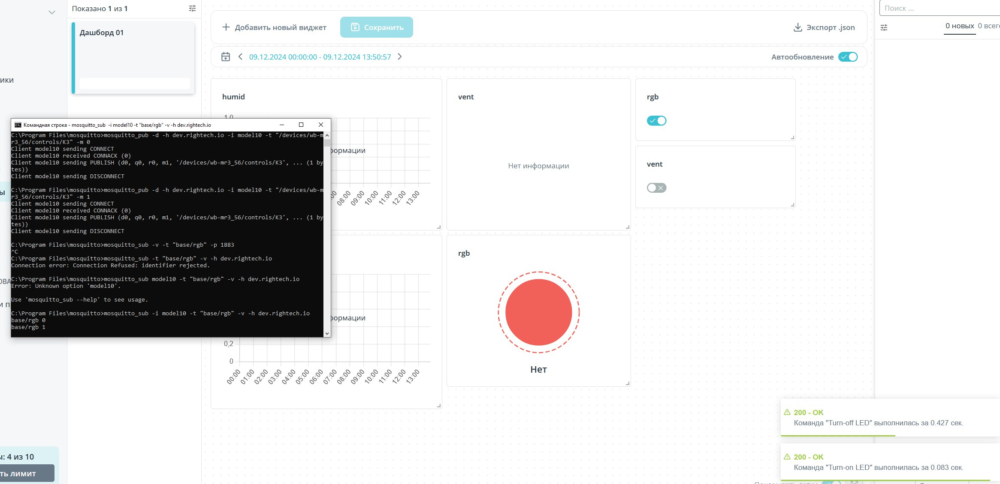 Показано 1 из 1
Дашборд 01
ики
ы
ОВА
и п
ы: 4 из 10
ть лимит
Добавить новый виджет
Сохранить
Экспорт .json
09.12.2024 00:00:00 - 09.12.2024 13:50:57
Автообновление
humid
1,0
формации
00 08:00 09:00 10:00 11:00 12:00 13:00
vent
Нет информации
rgb
vent
Командная строка - mosquitto_sub -i model10 -t "base/rgb" -v -h dev.rightech.io
C:\Program Files\mosquitto>mosquitto_pub -d -h dev.rightech.io -i model10 -t "/devices/wb-m
r3_56/controls/K3" -m 0
Client model10 sending CONNECT
Client model10 received CONNACK (0)
Client model10 sending PUBLISH (d0, q0, r0, m1, '/devices/wb-mr3_56/controls/K3', ... (1 by
tes))
Client model10 sending DISCONNECT
C:\Program Files\mosquitto>mosquitto_pub -d -h dev.rightech.io -i model10 -t "/devices/wb-m
r3_56/controls/K3" -m 1
Client model10 sending CONNECT
Client model10 received CONNACK (0)
Client model10 sending PUBLISH (d0, q0, r0, m1, '/devices/wb-mr3_56/controls/K3', ... (1 by
tes))
Client model10 sending DISCONNECT
C:\Program Files\mosquitto>mosquitto_sub -v -t "base/rgb" -p 1883
^C
C:\Program Files\mosquitto>mosquitto_sub -t "base/rgb" -v -h dev.rightech.io
Connection error: Connection Refused: identifier rejected.
C:\Program Files\mosquitto>mosquitto_sub model10 -t "base/rgb" -v -h dev.rightech.io
Error: Unknown option 'model10'.
Use 'mosquitto_sub --help' to see usage.
C:\Program Files\mosquitto>mosquitto_sub -i model10 -t "base/rgb" -v -h dev.rightech.io
base/rgb 0
base/rgb 1
формации
0,2
0
00:00 01:00 02:00 03:00 04:00 05:00 06:00 07:00 08:00 09:00 10:00 11:00 12:00 13:00
rgb
Нет
Поиск ...
0 новых 0 всего
200 - OK
Команда "Turn-off LED" выполнилась за 0.427 сек.
200 - OK
Команда "Turn-on LED" выполнилась за 0.083 сек.